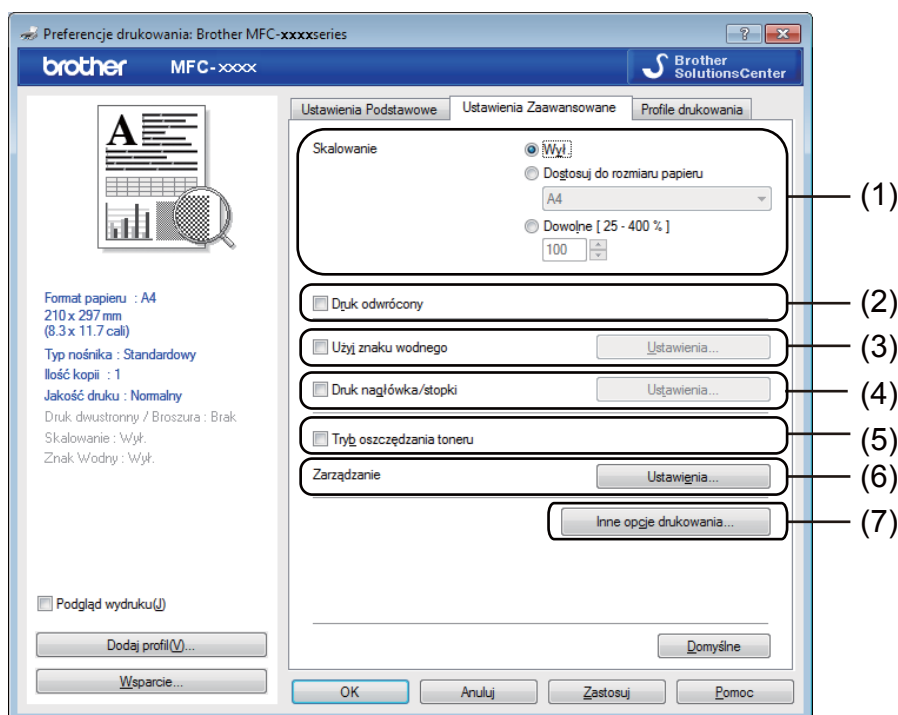 Preferencje drukowania: Brother MFC-xxxxseries
brother MFC-xxxx
Brother
SolutionsCenter
Ustawienia Podstawowe
Ustawienia Zaawansowane
Profile drukowania
A
Skalowanie
Wył.
Dostosuj do rozmiaru papieru
A4
Dowolne [ 25 - 400 % ]
100
(1)
Druk odwrócony
(2)
Użyj znaku wodnego
Ustawienia...
(3)
Druk nagłówka/stopki
Ustawienia...
(4)
Tryb oszczędzania toneru
(5)
Zarządzanie
Ustawienia...
(6)
Inne opcje drukowania...
(7)
Format papieru : A4
210 x 297 mm
(8.3 x 11.7 cali)
Typ nośnika : Standardowy
Ilość kopii : 1
Jakość druku : Normalny
Druk dwustronny / Broszura : Brak
Skalowanie : Wył.
Znak Wodny : Wył.
Podgląd wydruku(J)
Dodaj profil(V)...
Wsparcie...
Domyślne
OK
Anuluj
Zastosuj
Pomoc